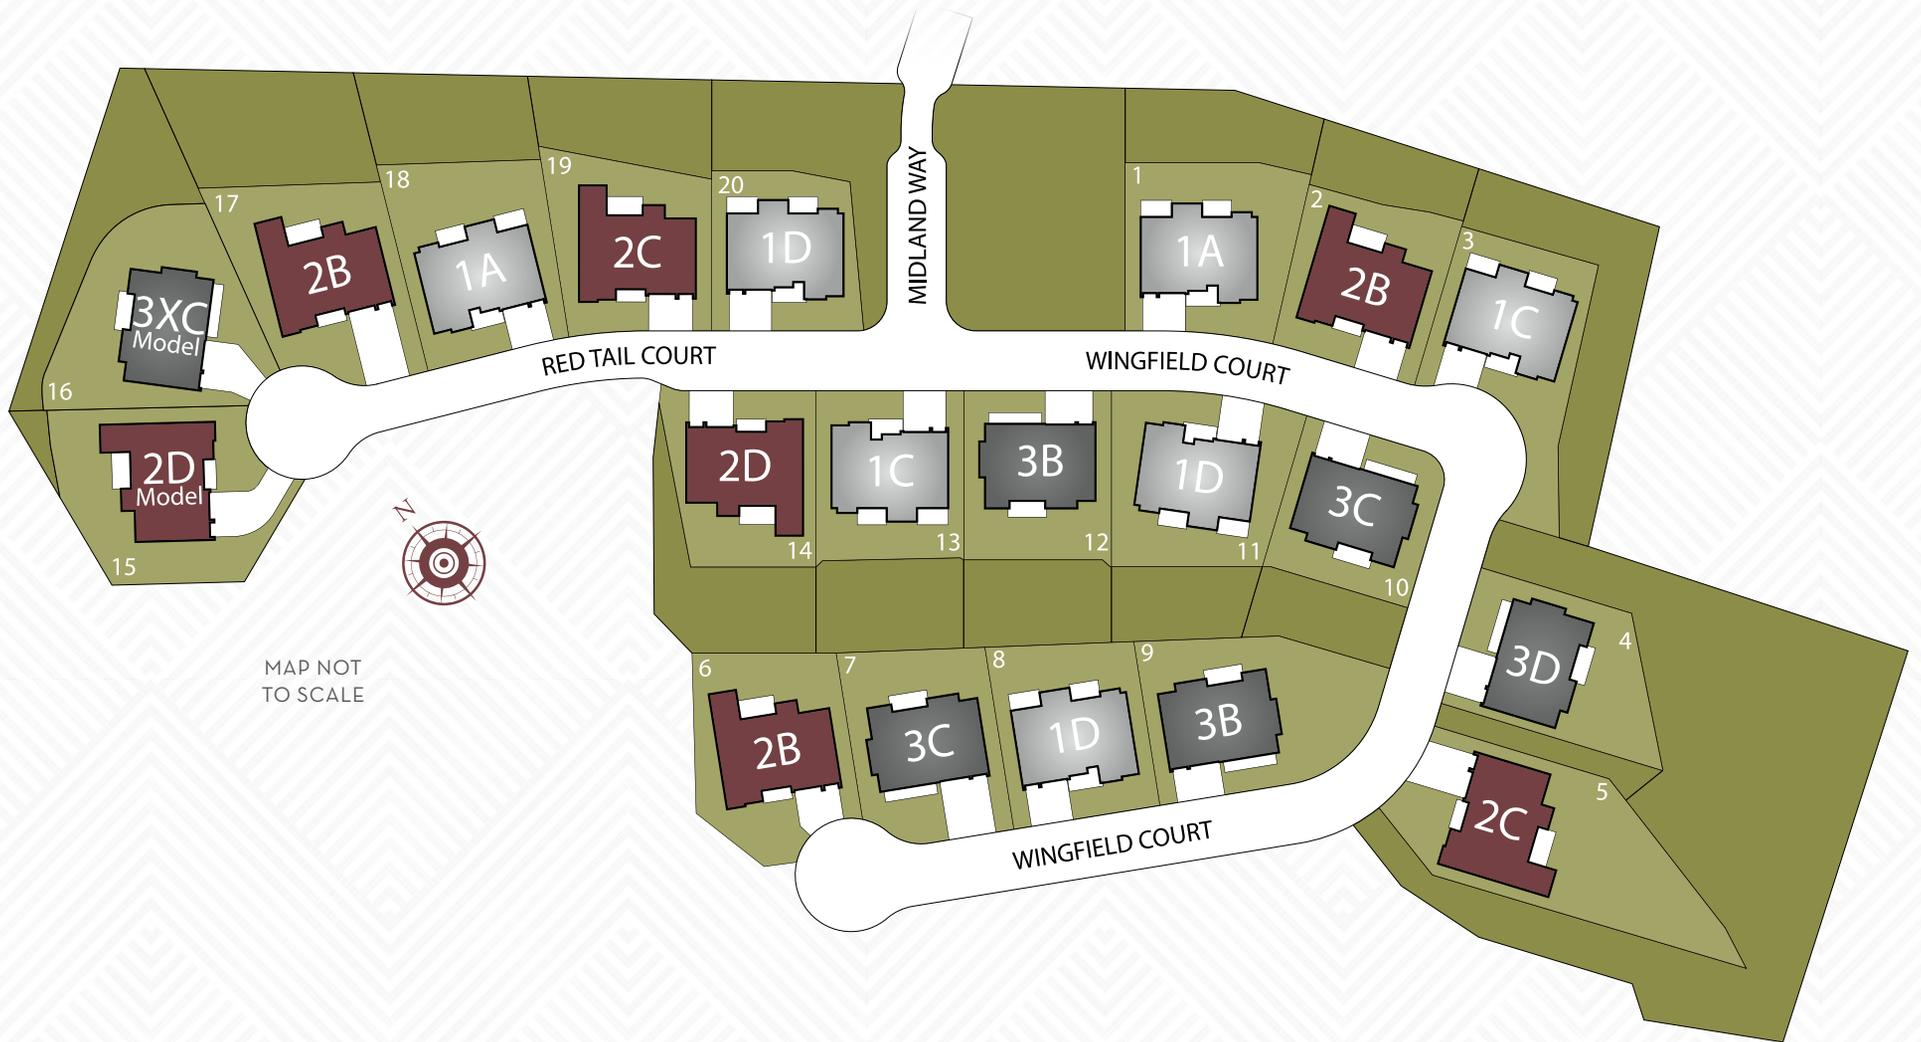 MIDLAND WAY
19
18
20
1
17
2
3
2C
1D
1A
2B
1A
2B
3XC
Model
1C
RED TAIL COURT
WINGFIELD COURT
16
2D
Model
15
2D
1C
3B
1D
3C
14
13
12
11
10
N
MAP NOT
TO SCALE
6
7
8
9
4
3D
2B
3C
1D
3B
5
2C
WINGFIELD COURT